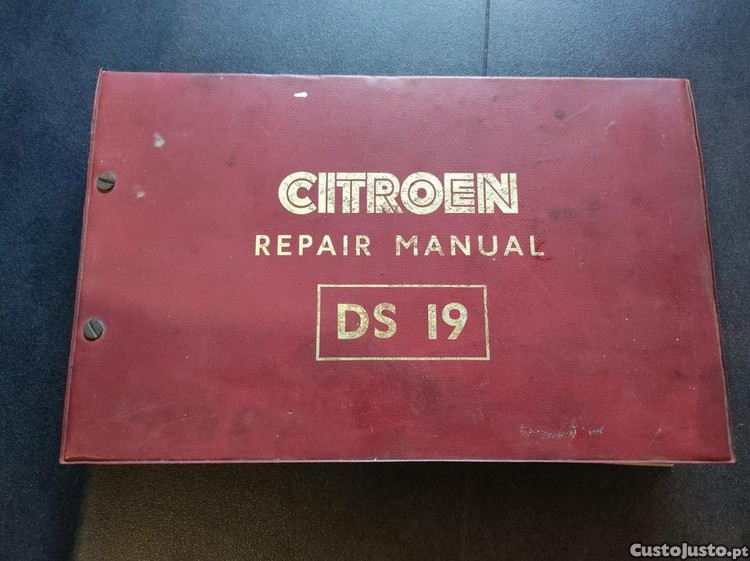 CITROEN
REPAIR MANUAL
DS 19
CustoJusto.pt